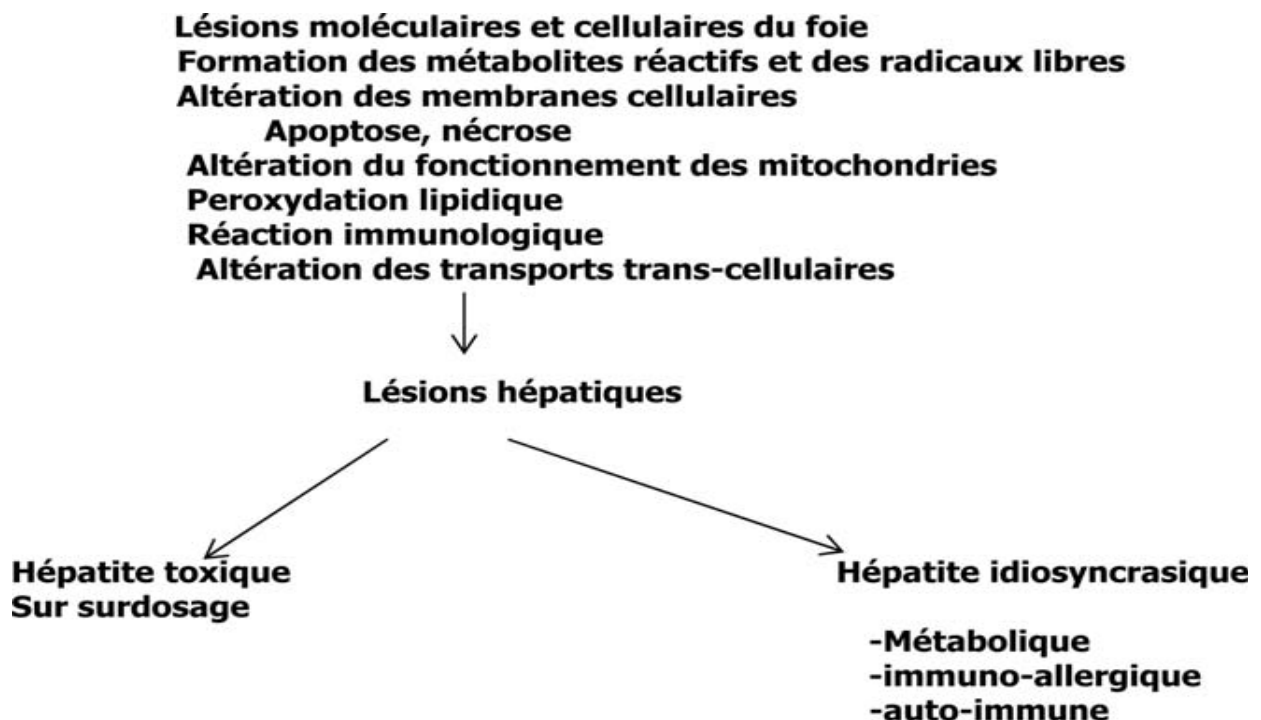 Lésions moléculaires et cellulaires du foie
Formation des métabolites réactifs et des radicaux libres
Altération des membranes cellulaires
Apoptose, nécrose
Altération du fonctionnement des mitochondries
Peroxydation lipidique
Réaction immunologique
Altération des transports trans-cellulaires
Lésions hépatiques
Hépatite toxique
Sur surdosage
Hépatite idiosyncrasique
-Métabolique
-immuno-allergique
-auto-immune